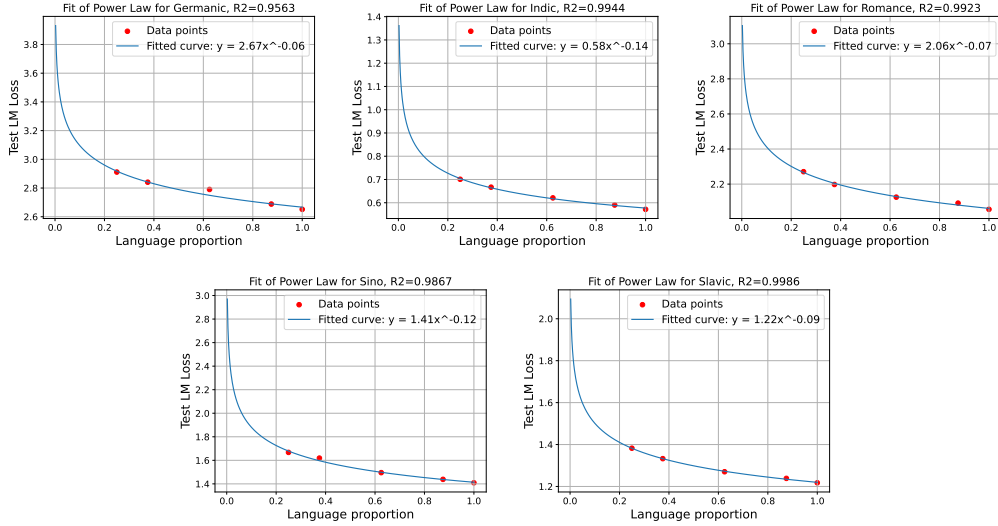 Fit of Power Law for Germanic, R2=0.9563
Data points
Fitted curve: y = 2.67x^-0.06
Test LM Loss
3.8
3.6
3.4
3.2
3.0
2.8
2.6
0.0 0.2 0.4 0.6 0.8 1.0
Language proportion
Fit of Power Law for Indic, R2=0.9944
Data points
Fitted curve: y = 0.58x^-0.14
Test LM Loss
1.4
1.3
1.2
1.1
1.0
0.9
0.8
0.7
0.6
0.0 0.2 0.4 0.6 0.8 1.0
Language proportion
Fit of Power Law for Romance, R2=0.9923
Data points
Fitted curve: y = 2.06x^-0.07
Test LM Loss
3.0
2.8
2.6
2.4
2.2
0.0 0.2 0.4 0.6 0.8 1.0
Language proportion
Fit of Power Law for Sino, R2=0.9867
Data points
Fitted curve: y = 1.41x^-0.12
Test LM Loss
3.0
2.8
2.6
2.4
2.2
2.0
1.8
1.6
1.4
0.0 0.2 0.4 0.6 0.8 1.0
Language proportion
Fit of Power Law for Slavic, R2=0.9986
Data points
Fitted curve: y = 1.22x^-0.09
Test LM Loss
2.0
1.8
1.6
1.4
1.2
0.0 0.2 0.4 0.6 0.8 1.0
Language proportion